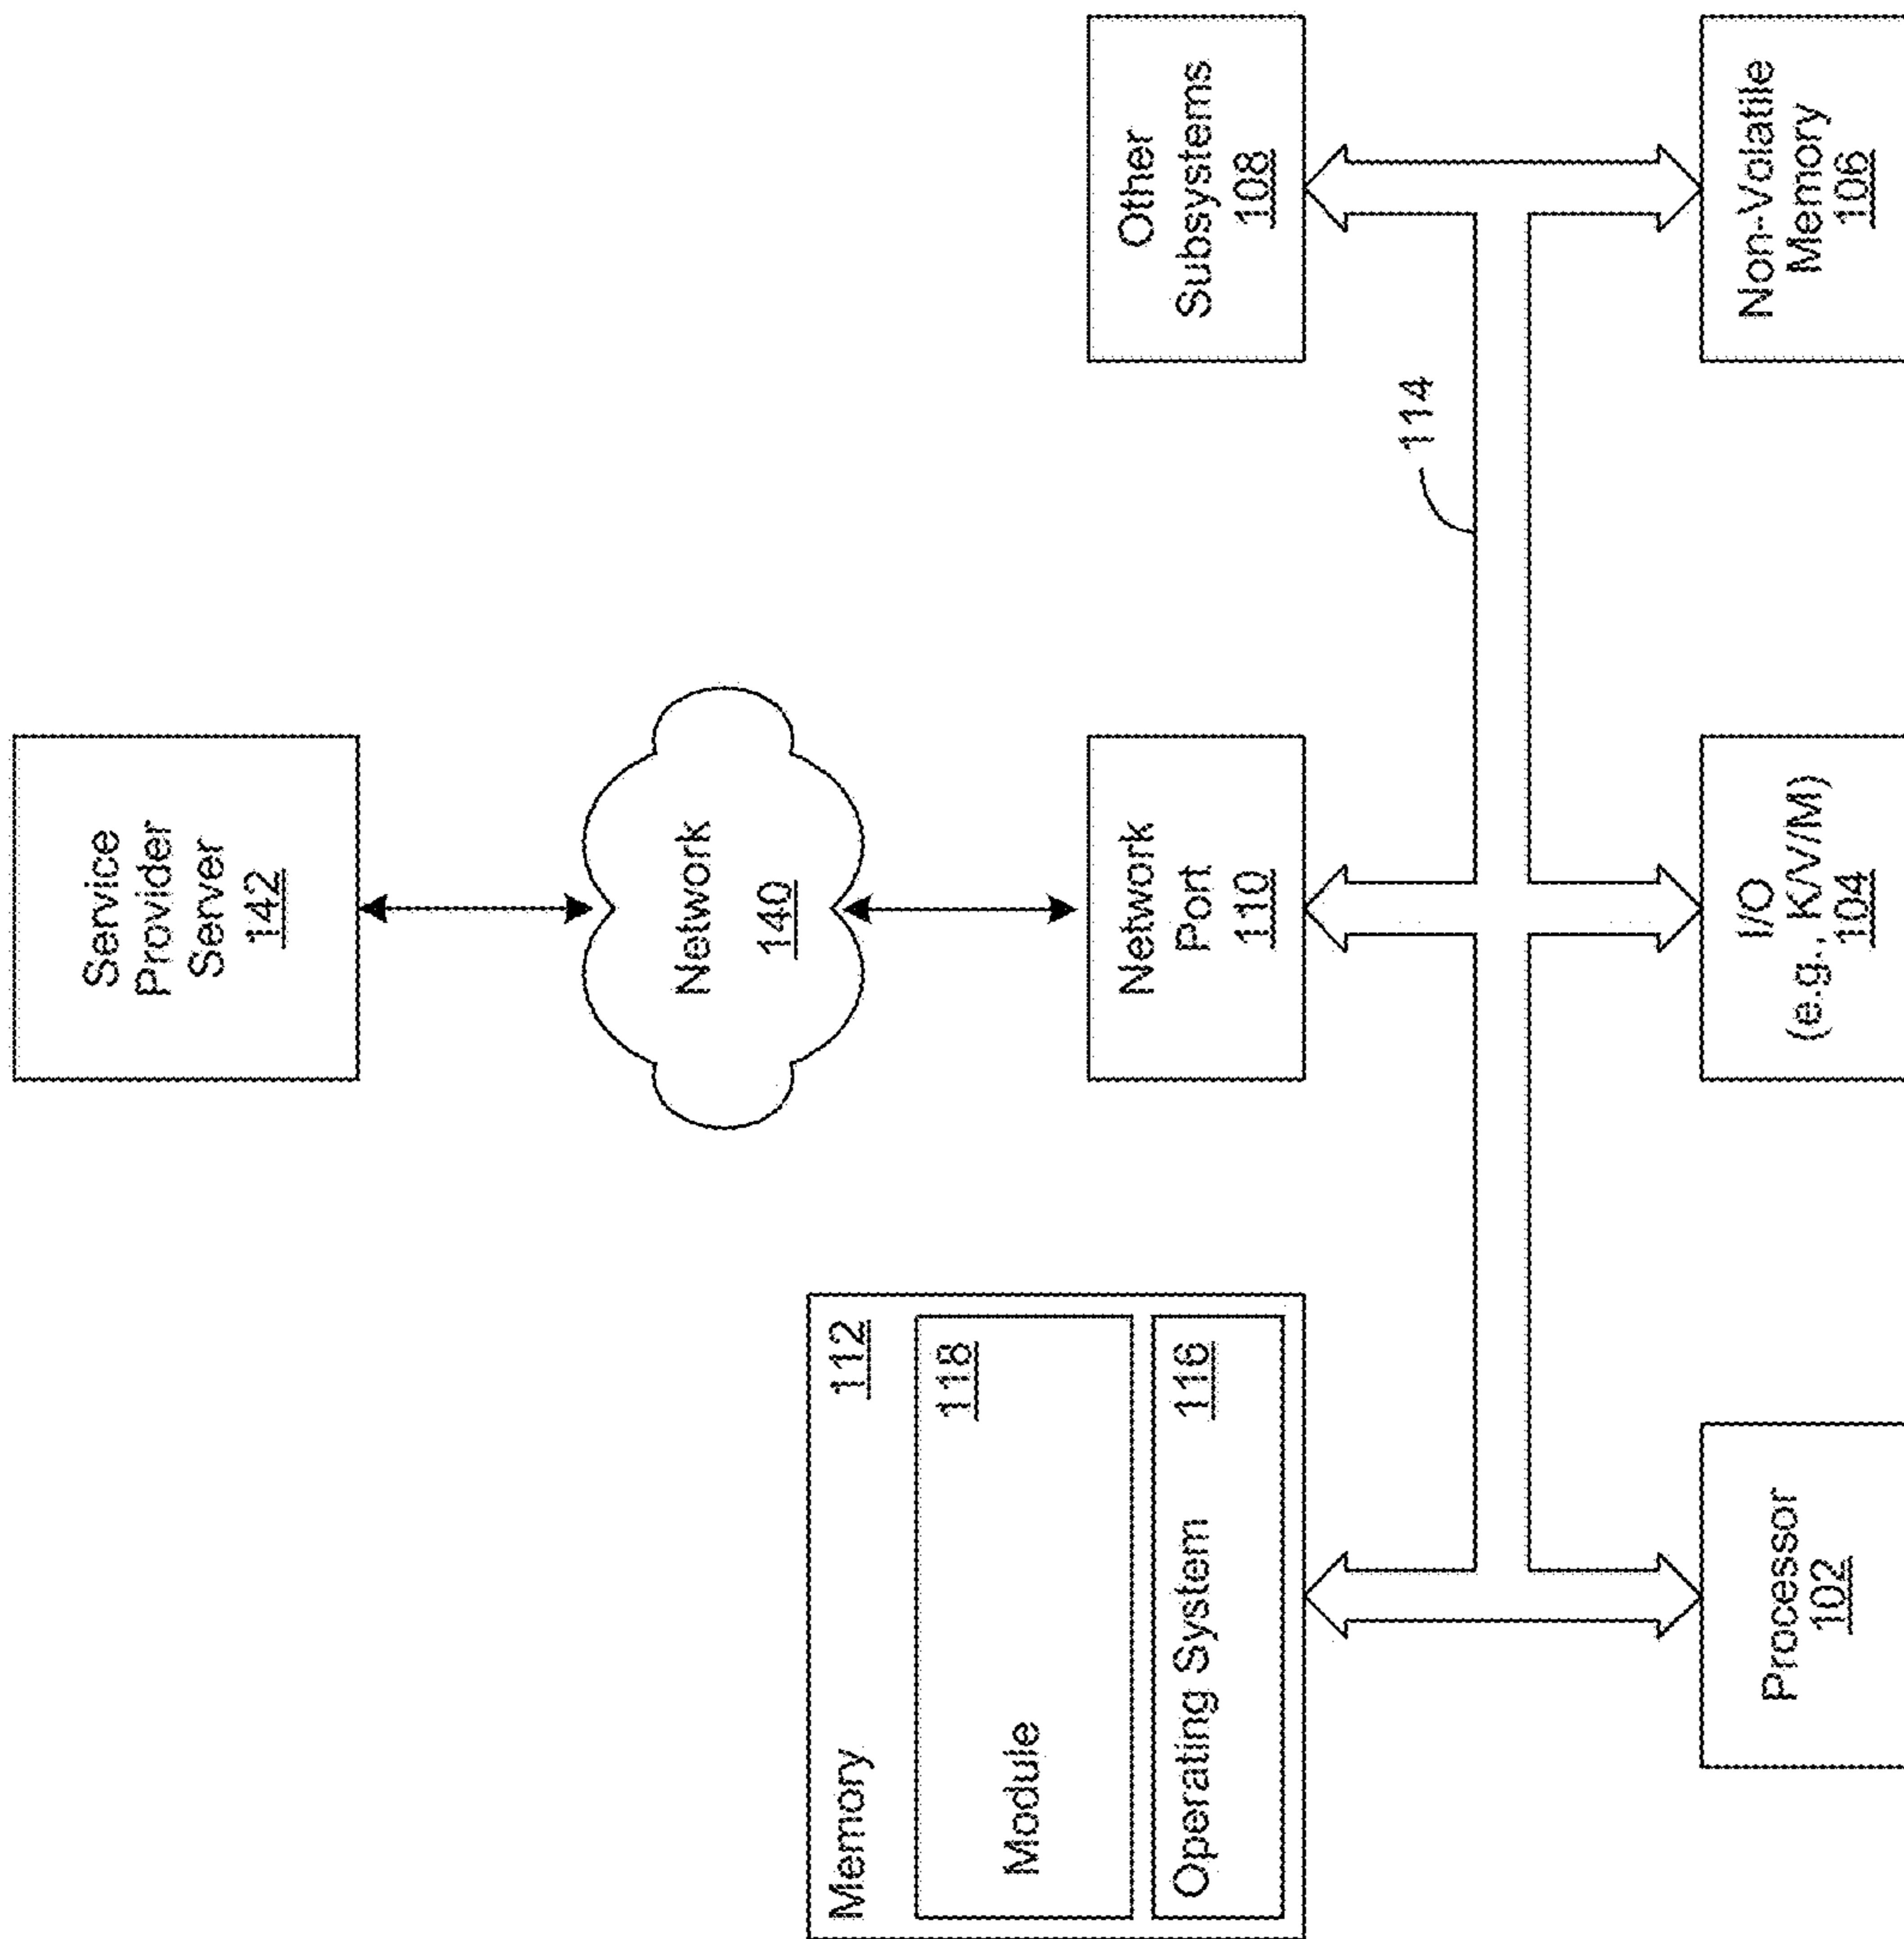 Service
Provider
Server
142
Network
140
Memory
112
Module
118
Operating System
116
Network
Port
110
Other
Subsystems
108
114
Processor
102
I/O
(e.g., K/V/M)
104
Non-Volatile
Memory
106